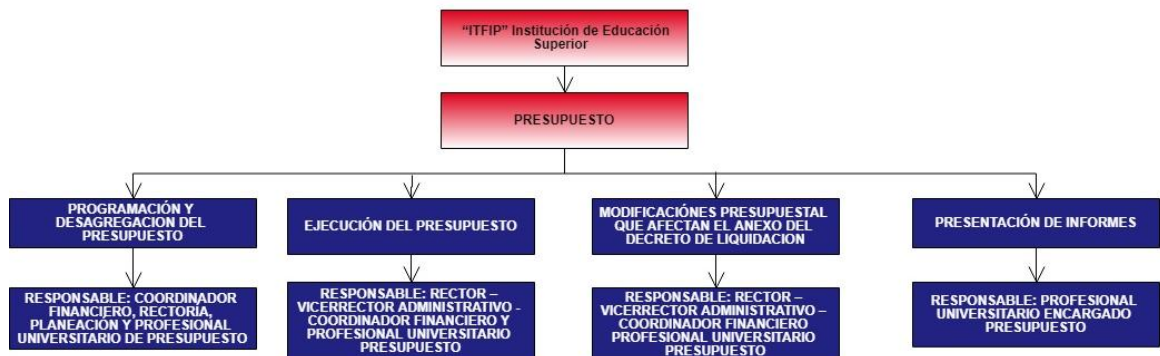 “ITFIP” Institución de Educación
Superior
PRESUPUESTO
PROGRAMACIÓN Y
DESAGREGACION DEL
PRESUPUESTO
EJECUCIÓN DEL PRESUPUESTO
MODIFICACIÓNES PRESUPUESTAL
QUE AFECTAN EL ANEXO DEL
DECRETO DE LIQUIDACION
PRESENTACIÓN DE INFORMES
RESPONSABLE: COORDINADOR
FINANCIERO, RECTORÍA,
PLANEACIÓN Y PROFESIONAL
UNIVERSITARIO DE PRESUPUESTO
RESPONSABLE: RECTOR –
VICERRECTOR ADMINISTRATIVO -
COORDINADOR FINANCIERO Y
PROFESIONAL UNIVERSITARIO
PRESUPUESTO
RESPONSABLE: RECTOR –
VICERRECTOR ADMINISTRATIVO –
COORDINADOR FINANCIERO
PROFESIONAL UNIVERSITARIO
PRESUPUESTO
RESPONSABLE: PROFESIONAL
UNIVERSITARIO ENCARGADO
PRESUPUESTO